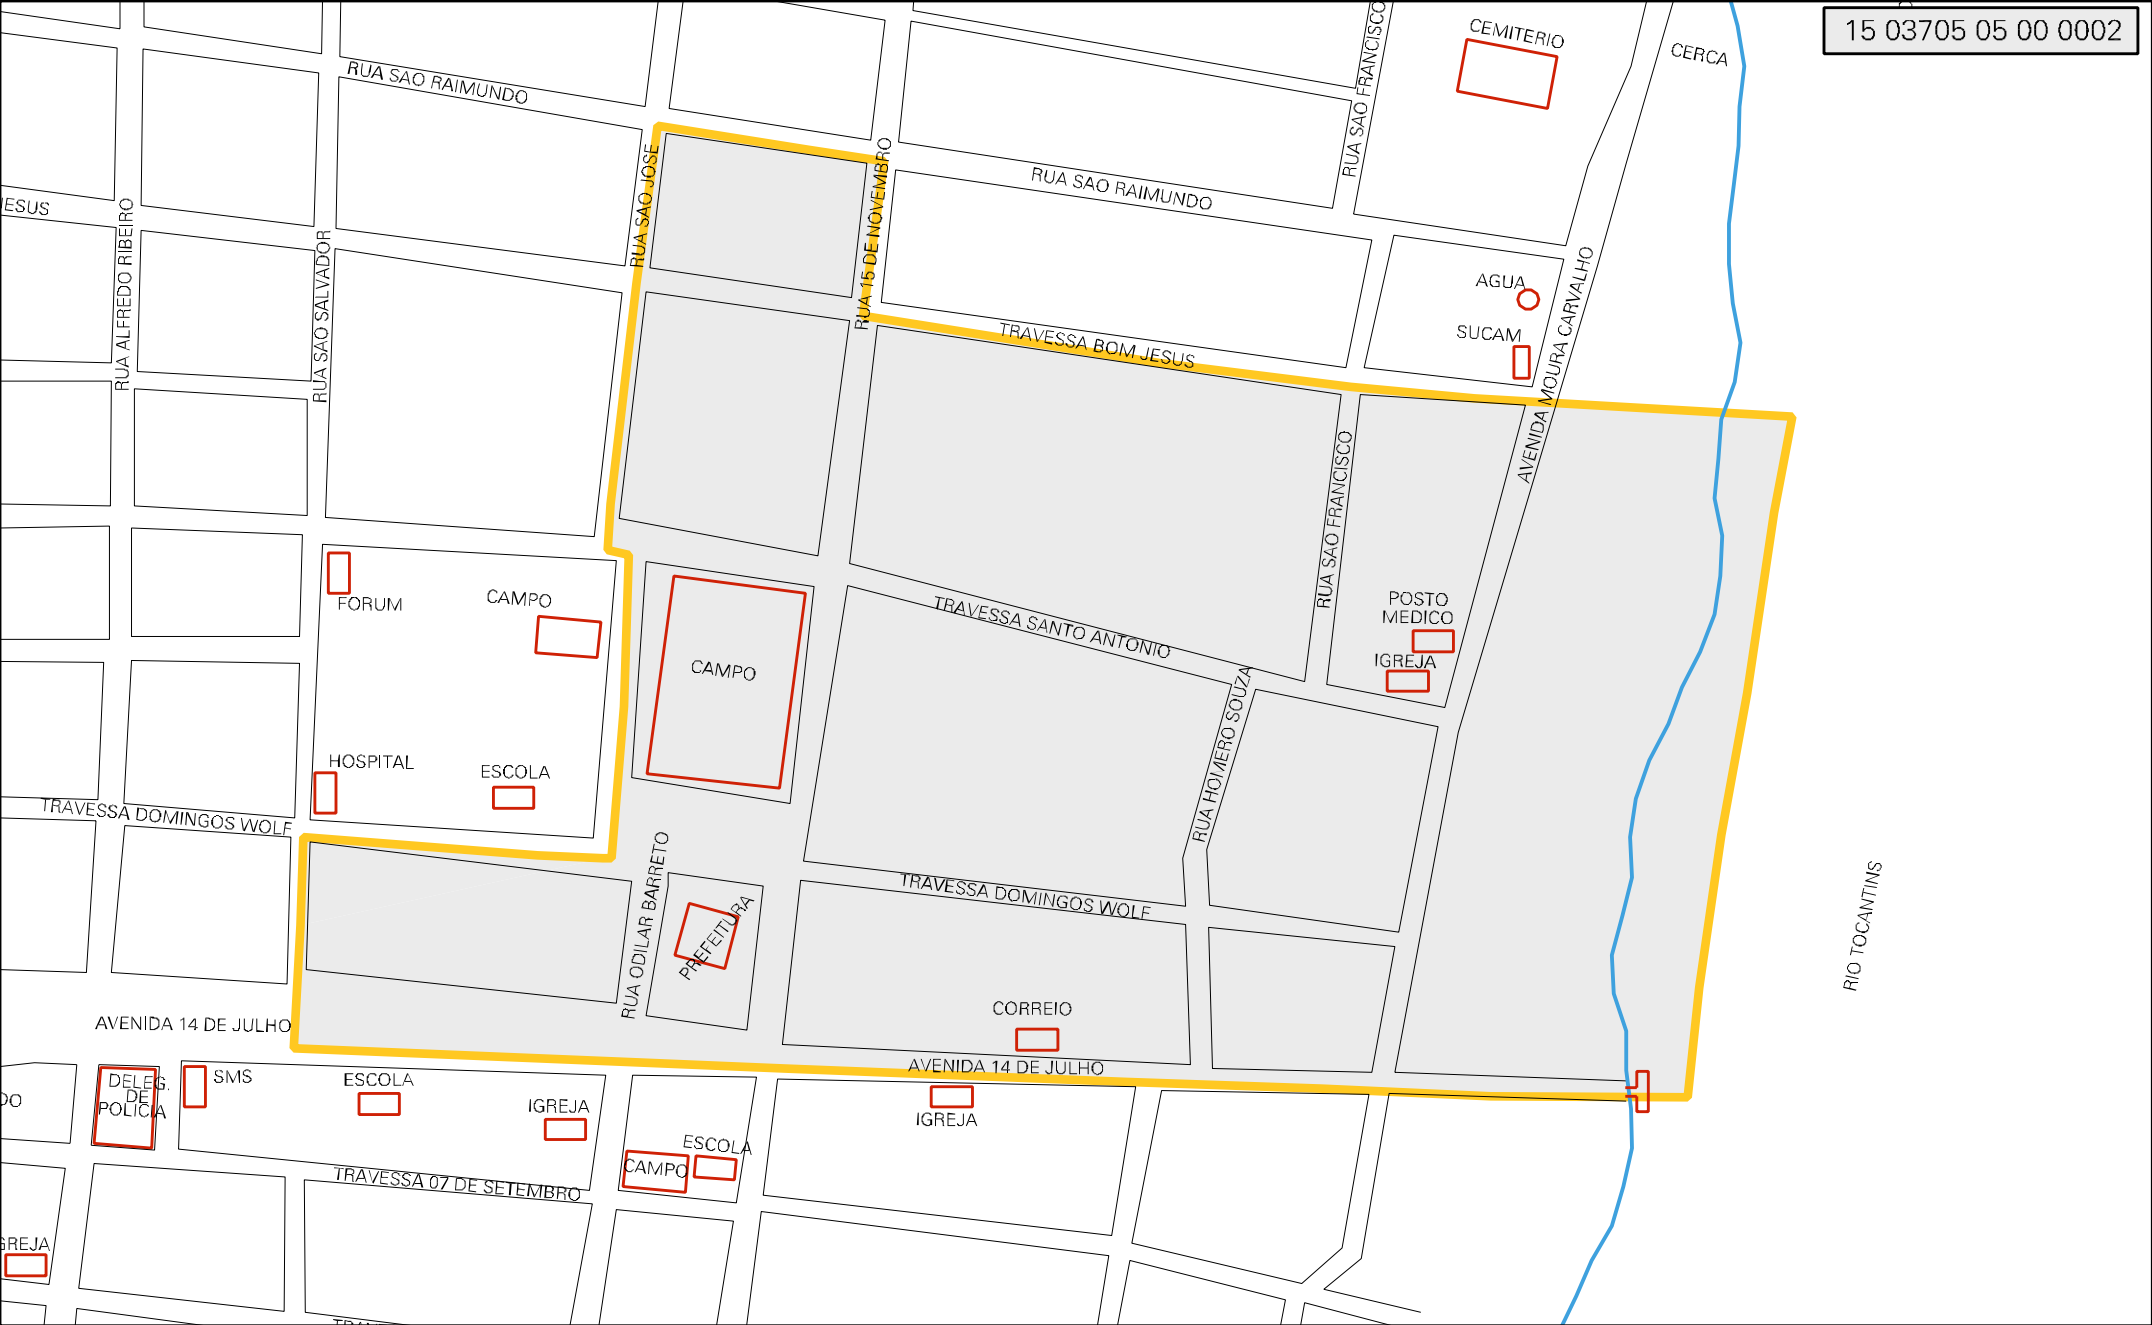 15 03705 05 00 0002
CEMITERIO
CERCA
RUA SAO RAIMUNDO
RUA SAO FRANCISCO
RUA SAO JOSE
RUA 15 DE NOVEMBRO
RUA SAO RAIMUNDO
JESUS
RUA ALFREDO RIBEIRO
RUA SAO SALVADOR
AGUA
SUCAM
AVENIDA MOURA CARVALHO
TRAVESSA BOM JESUS
RUA SAO FRANCISCO
FORUM
CAMPO
CAMPO
TRAVESSA SANTO ANTONIO
POSTO
MEDICO
IGREJA
RUA HOMERO SOUZA
HOSPITAL
ESCOLA
TRAVESSA DOMINGOS WOLF
RUA ODILAR BARRETO
PREFEITURA
TRAVESSA DOMINGOS WOLF
RIO TOCANTINS
CORREIO
AVENIDA 14 DE JULHO
AVENIDA 14 DE JULHO
DELEG.
DE
POLICIA
SMS
ESCOLA
IGREJA
IGREJA
DO
ESCOLA
CAMPO
TRAVESSA 07 DE SETEMBRO
GREJA